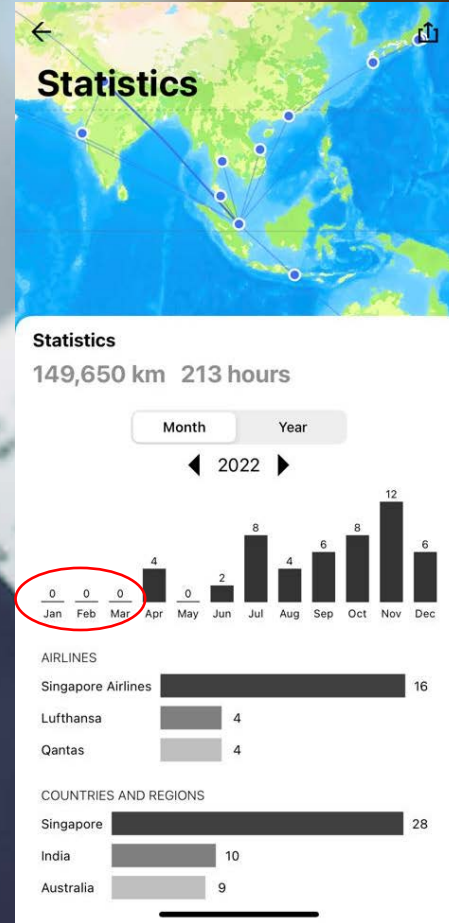 Statistics
Statistics
149,650 km 213 hours
Month Year
2022
12
8 8
6 6
4 4
2
0 0 0 0
Jan Feb Mar Apr May Jun Jul Aug Sep Oct Nov Dec
AIRLINES
Singapore Airlines 16
Lufthansa 4
Qantas 4
COUNTRIES AND REGIONS
Singapore 28
India 10
Australia 9